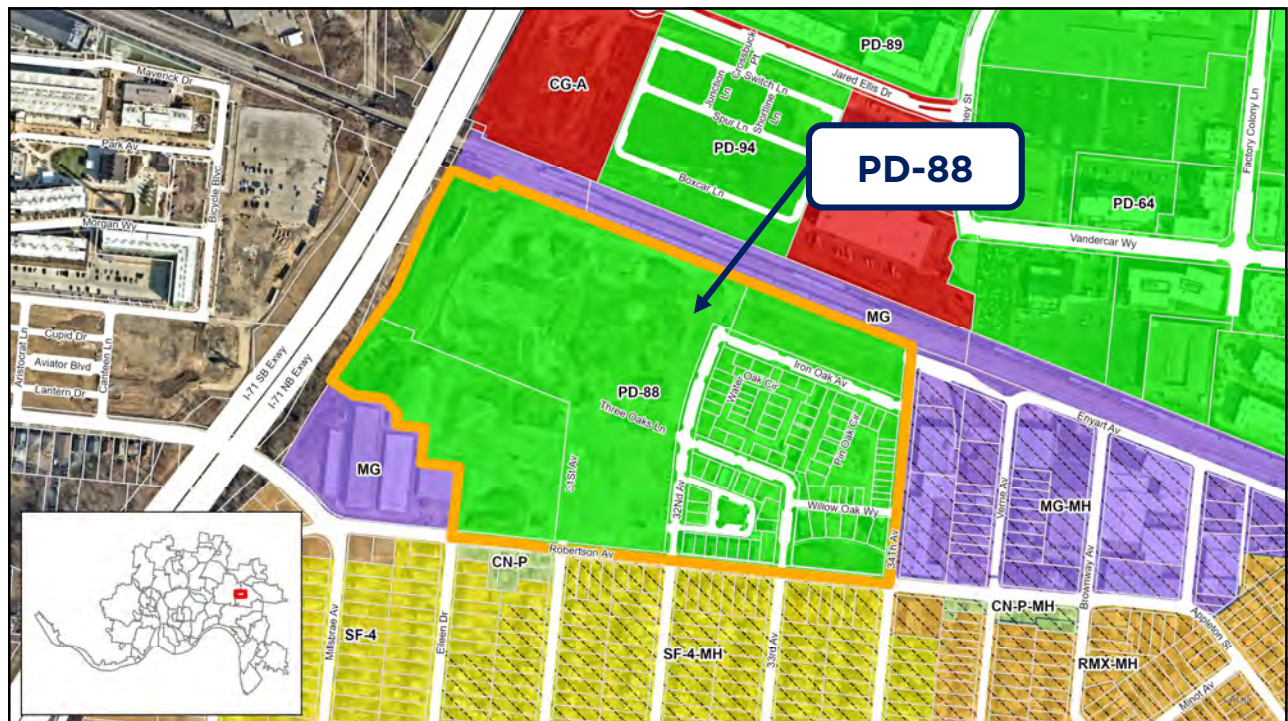 PD-89
Maverick Dr
Crossbuck Pl
Jared Ellis Dr
CG-A
Junction Ln
Switch Ln
Shortline Ln
Factory Colony Ln
Spur Ln
Park Av
PD-94
PD-88
Bicycle Blvc
Boxcar Ln
PD-64
Morgan Wy
Vandercar Wy
MG
Cupid Dr
Aristocrat Ln
Aviator Blvd
Canteen Ln
I-71 SB Exwy
I-71 NB Exwy
Lantern Dr
Iron Oak Av
Water Oak Cir
PD-88
Three Oaks Ln
Pin Oak Cir
Enyart Av
MG
31St Av
32Nd Av
Willow Oak Wy
Verne Av
MG-MH
34Th Av
Robertson Av
CN-P
Brownway Av
CN-P-MH
Appleton St
Millsbrae Av
SF-4
Eileen Dr
SF-4-MH
33rd Av
RMX-MH
Minot Av